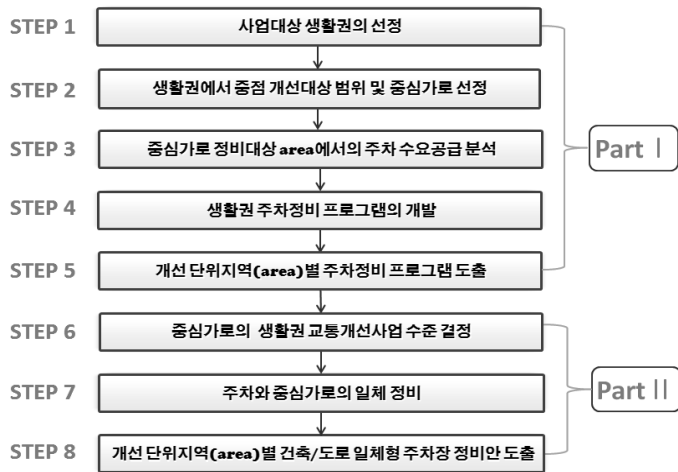 STEP 1 사업대상 생활권의 선정
STEP 2 생활권에서 중점 개선대상 범위 및 중심가로 선정
STEP 3 중심가로 정비대상 area에서의 주차 수요공급 분석
Part Ⅰ
STEP 4 생활권 주차정비 프로그램의 개발
STEP 5 개선 단위지역(area)별 주차정비 프로그램 도출
STEP 6 중심가로의 생활권 교통개선사업 수준 결정
STEP 7 주차와 중심가로의 일체 정비
Part Ⅱ
STEP 8 개선 단위지역(area)별 건축/도로 일체형 주차장 정비안 도출